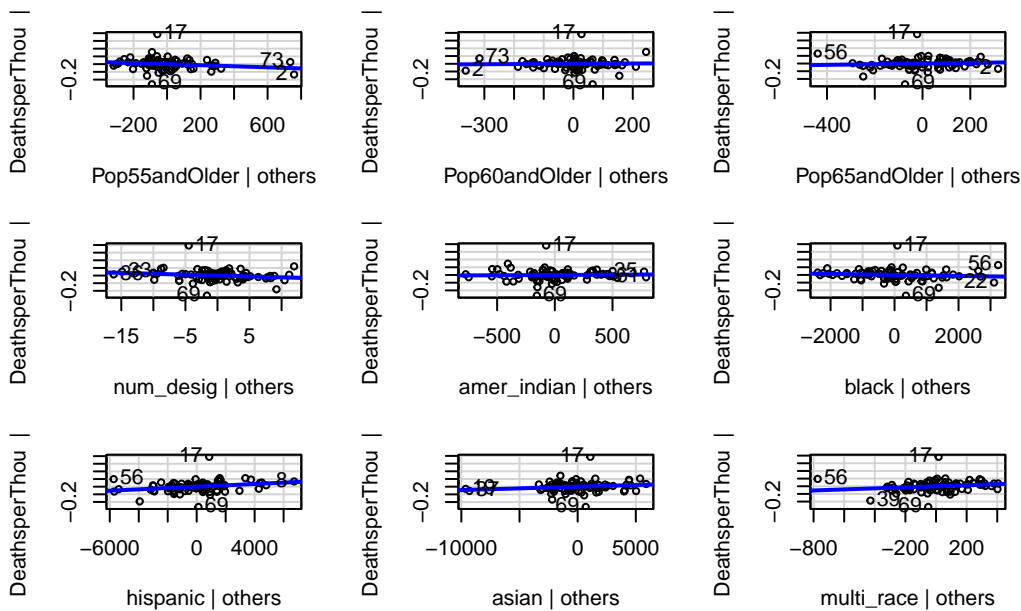 DeathsperThou |
−0.2
17
69
73
2
−200 200 600
Pop55andOlder | others
DeathsperThou |
−0.2
17
69
73
2
−300 0 200
Pop60andOlder | others
DeathsperThou |
−0.2
17
69
56
2
−400 0 200
Pop65andOlder | others
DeathsperThou |
−0.2
17
69
−15 −5 5
num_desig | others
DeathsperThou |
−0.2
17
69
−500 0 500
amer_indian | others
DeathsperThou |
−0.2
17
69
56
22
−2000 0 2000
black | others
DeathsperThou |
−0.2
17
69
56
8
−6000 0 4000
hispanic | others
DeathsperThou |
−0.2
17
69
−10000 0 5000
asian | others
DeathsperThou |
−0.2
17
69
56
39
−800 −200 200
multi_race | others